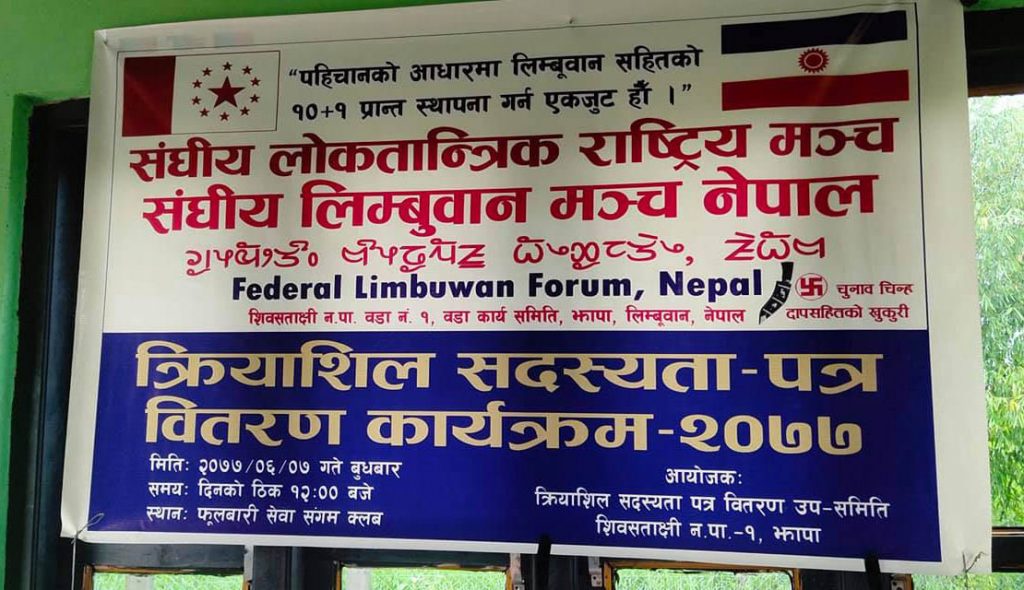 “पहिचानको आधारमा लिम्बूवान सहितको
१०+१ प्रान्त स्थापना गर्न एकजुट हौं ।”
संघीय लोकतान्त्रिक राष्ट्रिय मञ्च
संघीय लिम्बुवान मञ्च नेपाल
Federal Limbuwan Forum, Nepal
चुनाव चिन्ह
दापसहितको खुकुरी
शिवसताक्षी न.पा. वडा नं. १, वडा कार्य समिति, झापा, लिम्बूवान, नेपाल
क्रियाशिल सदस्यता-पत्र
वितरण कार्यक्रम-२०७७
मितिः २०७७/०६/०७ गते बुधबार
समयः दिनको ठिक १२:०० बजे
स्थानः फूलबारी सेवा संगम क्लब
आयोजकः
क्रियाशिल सदस्यता पत्र वितरण उप-समिति
शिवसताक्षी न.पा.-१, झापा